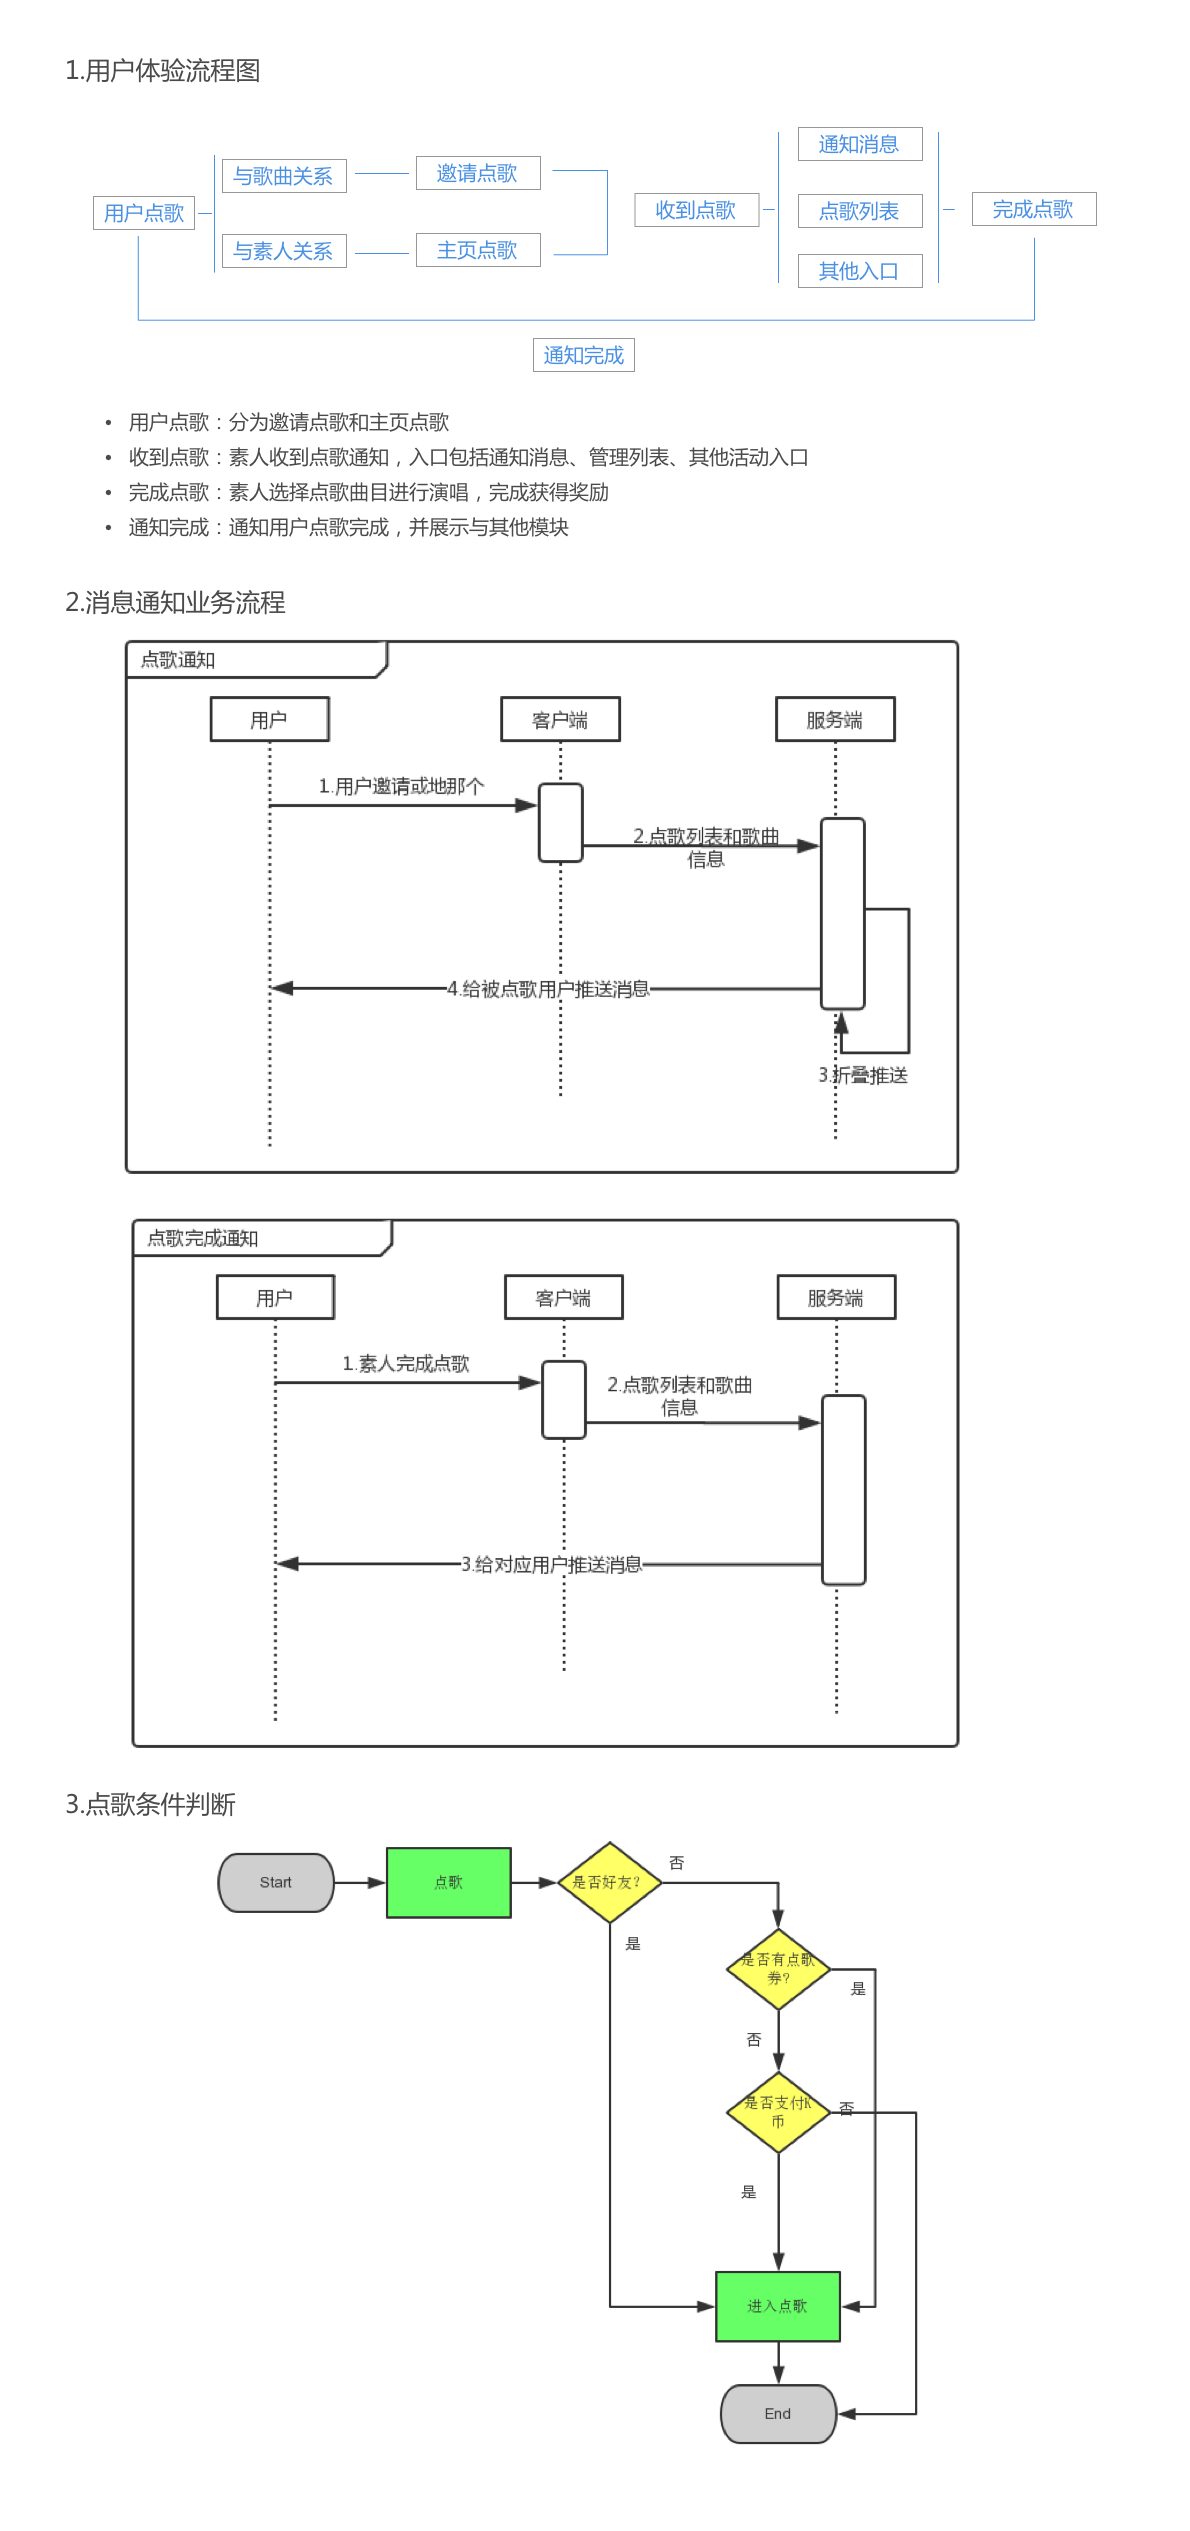 1.用户体验流程图
通知消息
与歌曲关系
邀请点歌
用户点歌
收到点歌
点歌列表
完成点歌
与素人关系
主页点歌
其他入口
通知完成
• 用户点歌：分为邀请点歌和主页点歌
• 收到点歌：素人收到点歌通知，入口包括通知消息、管理列表、其他活动入口
• 完成点歌：素人选择点歌曲目进行演唱，完成获得奖励
• 通知完成：通知用户点歌完成，并展示与其他模块
2.消息通知业务流程
点歌通知
用户
客户端
服务端
1.用户邀请或地那个
2.点歌列表和歌曲
信息
4.给被点歌用户推送消息
3.折叠推送
点歌完成通知
用户
客户端
服务端
1.素人完成点歌
2.点歌列表和歌曲
信息
3.给对应用户推送消息
3.点歌条件判断
Start
点歌
是否好友?
否
是
是否有点歌
券?
是
否
是否支付K
币
否
是
进入点歌
End